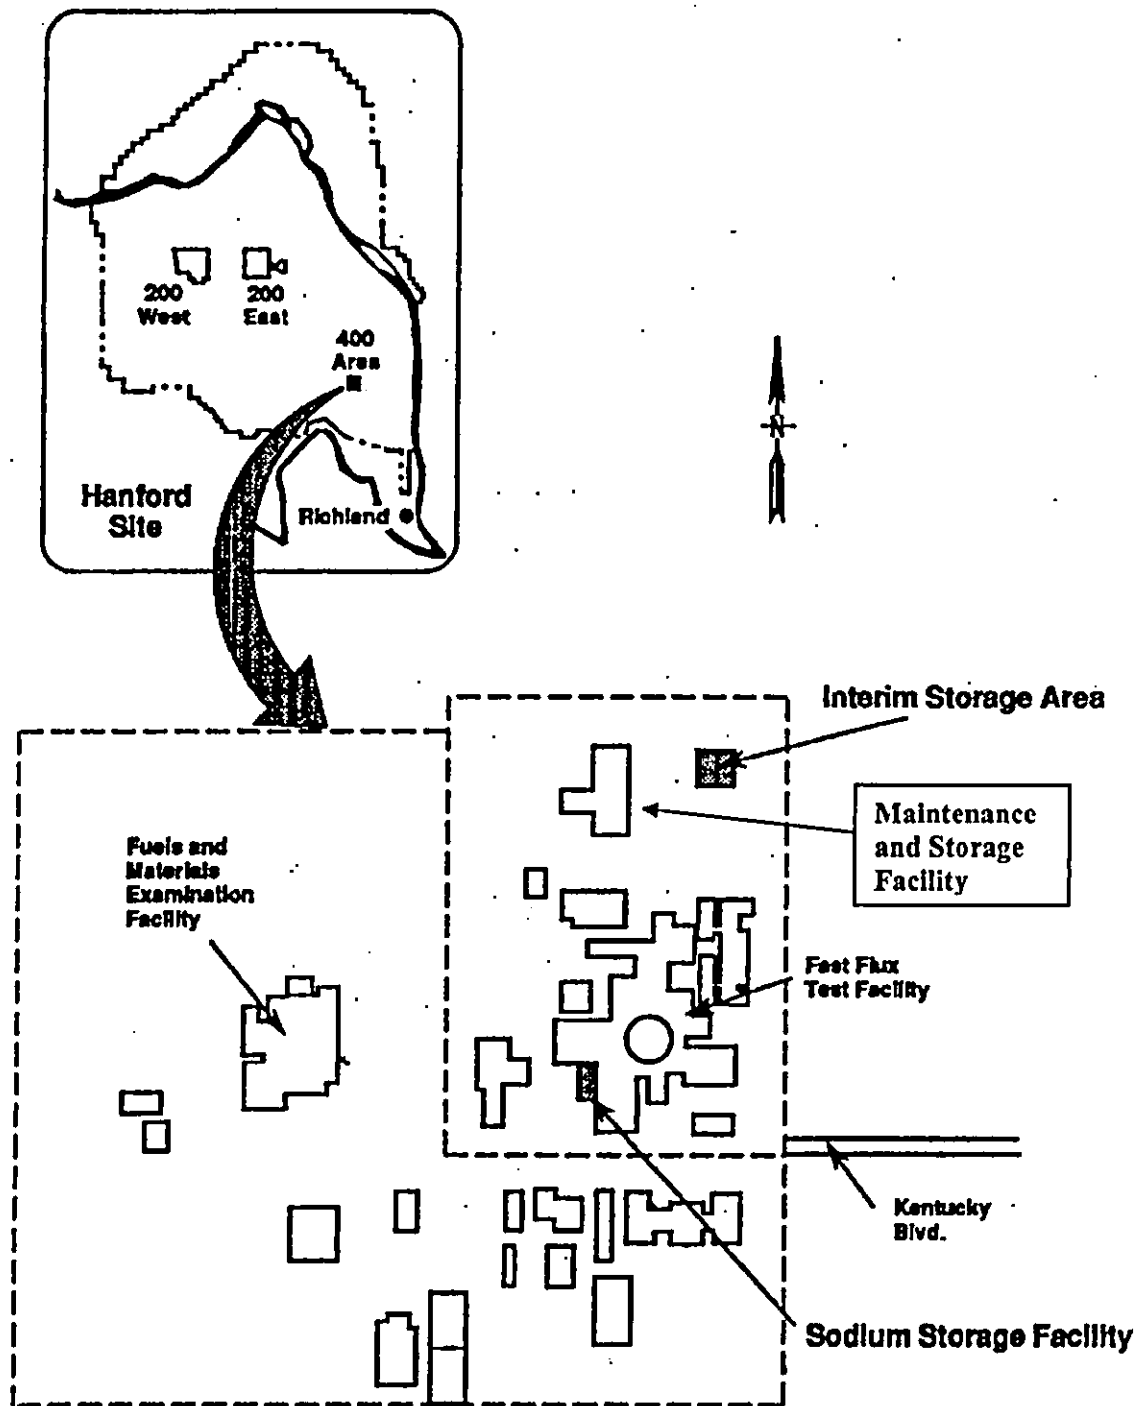 200
West
200
East
400
Area
Hanford
Site
Richland
N
Interim Storage Area
Maintenance
and Storage
Facility
Fuels and
Materials
Examination
Facility
Fast Flux
Test Facility
Kentucky
Blvd.
Sodium Storage Facility